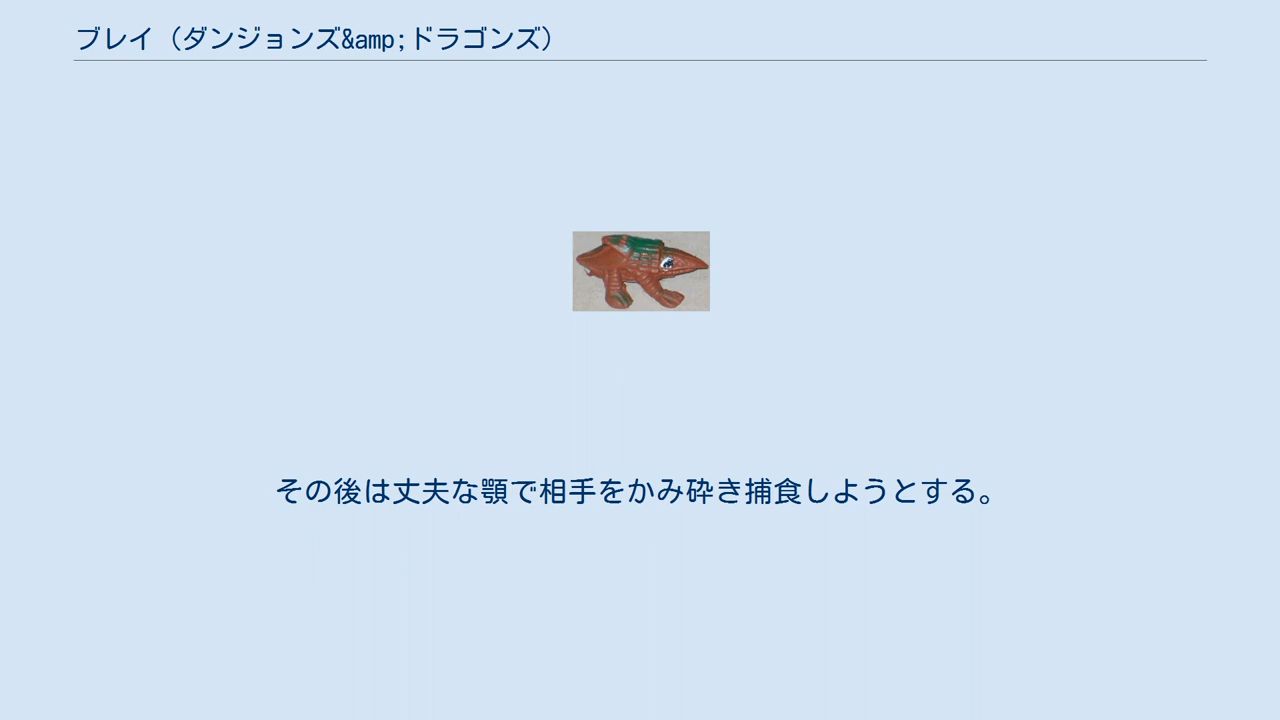 ブレイ（ダンジョンズ&amp;ドラゴンズ）
その後は丈夫な顎で相手をかみ砕き捕食しようとする。